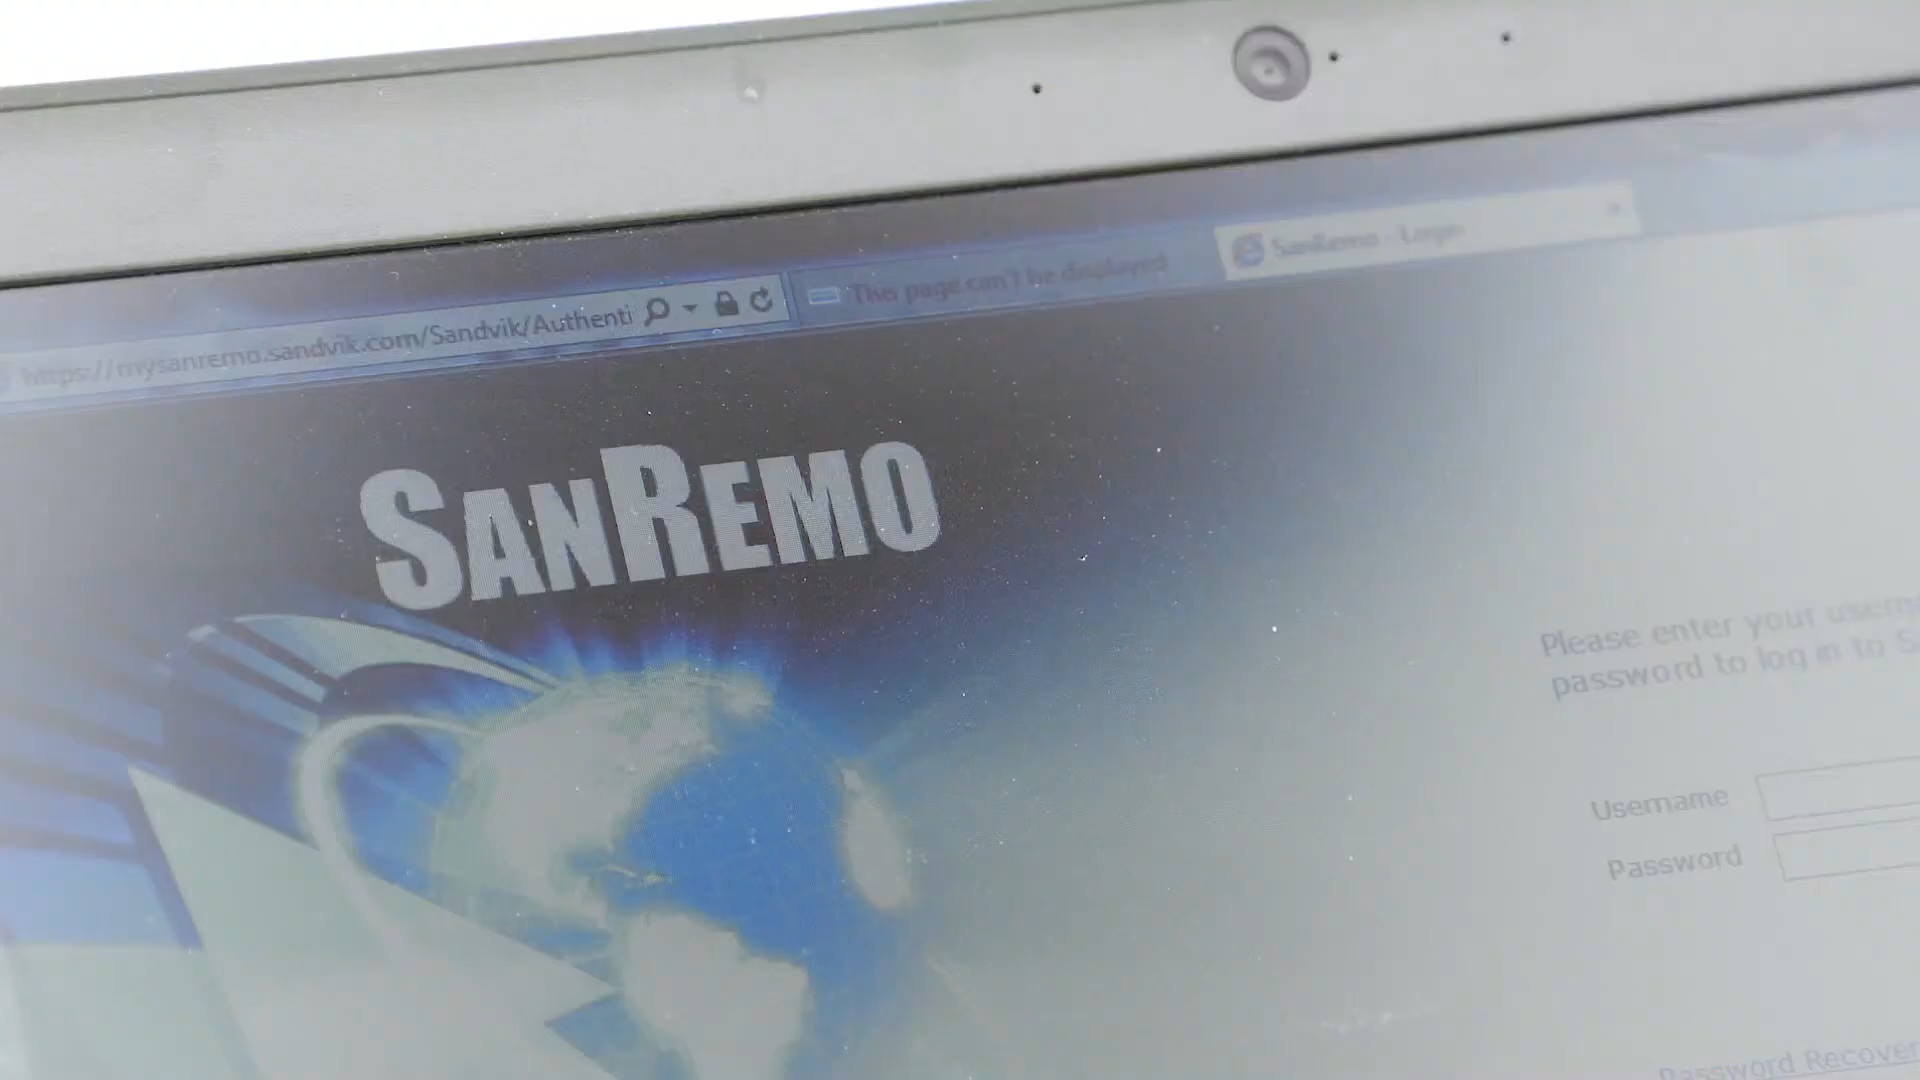 https://mysanremo.sandvik.com/Sandvik/Authenti
This page can't be displayed
SanRemo - Login
SANREMO
Please enter your usern
password to log in to S
Username
Password
Password Recover